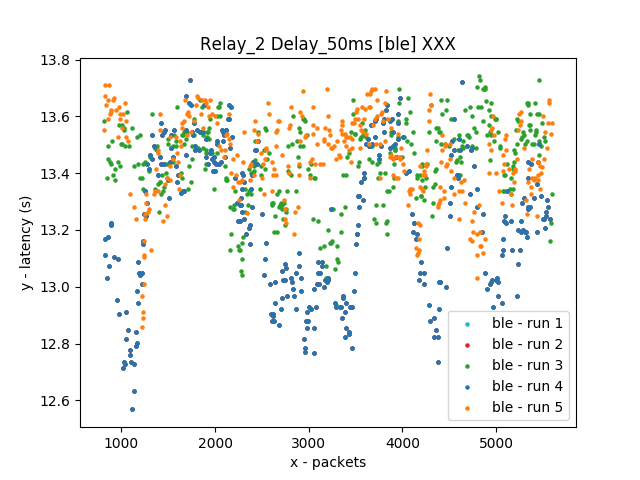 Relay_2 Delay_50ms [ble] XXX
y - latency (s)
13.8
13.6
13.4
13.2
13.0
12.8
12.6
1000 2000 3000 4000 5000
x - packets
ble - run 1
ble - run 2
ble - run 3
ble - run 4
ble - run 5